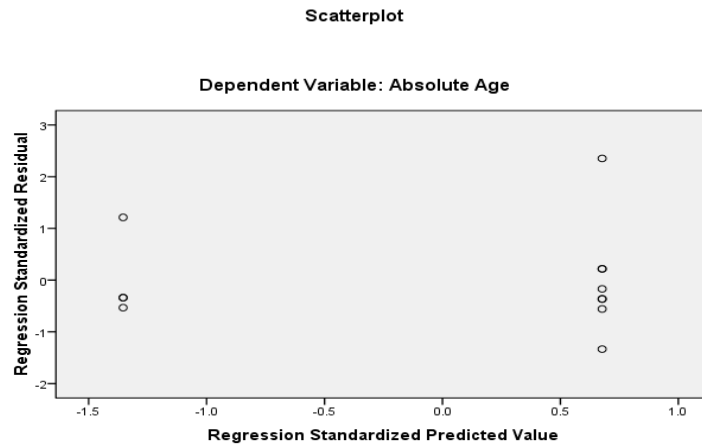 Scatterplot
Dependent Variable: Absolute Age
Regression Standardized Residual
3
2
1
0
-1
-2
-1.5 -1.0 -0.5 0.0 0.5 1.0
Regression Standardized Predicted Value